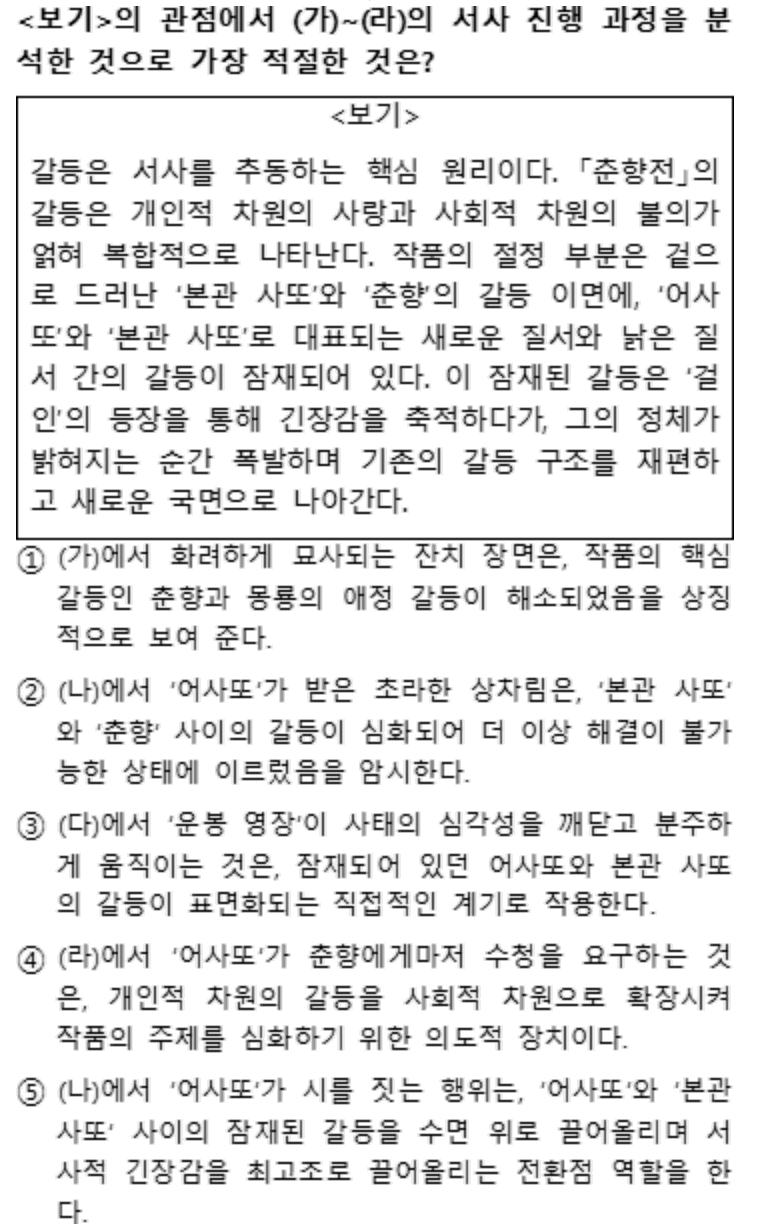 <보기>의 관점에서 (가)~(라)의 서사 진행 과정을 분
석한 것으로 가장 적절한 것은?
<보기>
갈등은 서사를 추동하는 핵심 원리이다. 「춘향전」의
갈등은 개인적 차원의 사랑과 사회적 차원의 불의가
얽혀 복합적으로 나타난다. 작품의 절정 부분은 겉으
로 드러난 '본관 사또'와 '춘향'의 갈등 이면에, '어사
또'와 '본관 사또'로 대표되는 새로운 질서와 낡은 질
서 간의 갈등이 잠재되어 있다. 이 잠재된 갈등은 '걸
인'의 등장을 통해 긴장감을 축적하다가, 그의 정체가
밝혀지는 순간 폭발하며 기존의 갈등 구조를 재편하
고 새로운 국면으로 나아간다.
① (가)에서 화려하게 묘사되는 잔치 장면은, 작품의 핵심
갈등인 춘향과 몽룡의 애정 갈등이 해소되었음을 상징
적으로 보여 준다.
② (나)에서 '어사또'가 받은 초라한 상차림은, '본관 사또'
와 '춘향' 사이의 갈등이 심화되어 더 이상 해결이 불가
능한 상태에 이르렀음을 암시한다.
③ (다)에서 '운봉 영장'이 사태의 심각성을 깨닫고 분주하
게 움직이는 것은, 잠재되어 있던 어사또와 본관 사또
의 갈등이 표면화되는 직접적인 계기로 작용한다.
④ (라)에서 '어사또'가 춘향에게마저 수청을 요구하는 것
은, 개인적 차원의 갈등을 사회적 차원으로 확장시켜
작품의 주제를 심화하기 위한 의도적 장치이다.
⑤ (나)에서 '어사또'가 시를 짓는 행위는, '어사또'와 '본관
사또' 사이의 잠재된 갈등을 수면 위로 끌어올리며 서
사적 긴장감을 최고조로 끌어올리는 전환점 역할을 한
다.